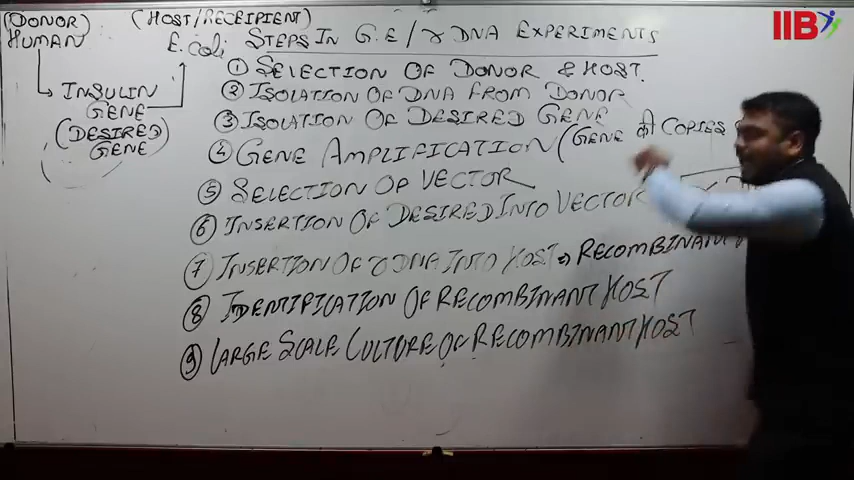 (DONOR) (HOST/RECEIPIENT)
HUMAN E.coli STEPS IN G.E/γ DNA EXPERIMENTS
INSULIN
GENE
(DESIRED
GENE)
① SELECTION OF DONOR & HOST.
② ISOLATION OF DNA FROM DONOR
③ ISOLATION OF DESIRED GENE
④ GENE AMPLIFICATION (GENE की COPIES
⑤ SELECTION OF VECTOR
⑥ INSERTION OF DESIRED INTO VECTOR
⑦ INSERTION OF γDNA INTO HOST → RECOMBINANT
⑧ IDENTIFICATION OF RECOMBINANT HOST
⑨ LARGE SCALE CULTURE OF RECOMBINANT HOST
IIB